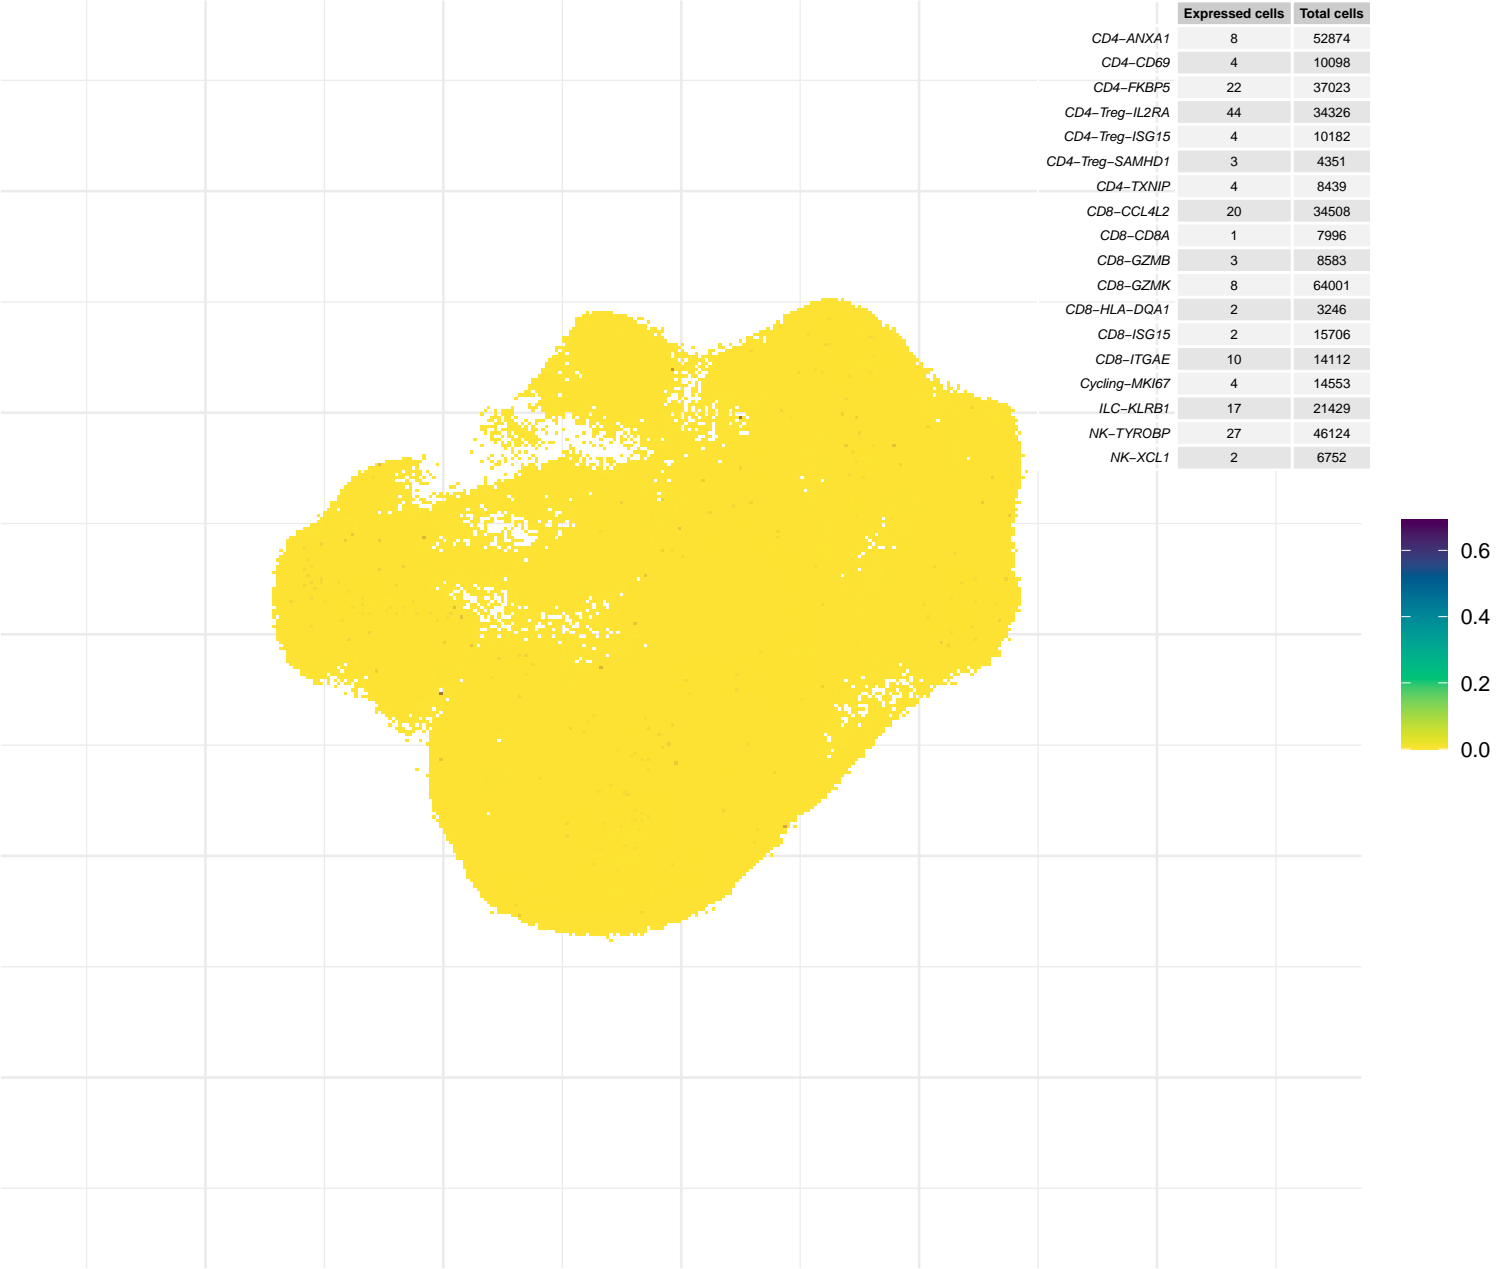 Expressed cells Total cells
CD4−ANXA1 8 52874
CD4−CD69 4 10098
CD4−FKBP5 22 37023
CD4−Treg−IL2RA 44 34326
CD4−Treg−ISG15 4 10182
CD4−Treg−SAMHD1 3 4351
CD4−TXNIP 4 8439
CD8−CCL4L2 20 34508
CD8−CD8A 1 7996
CD8−GZMB 3 8583
CD8−GZMK 8 64001
CD8−HLA−DQA1 2 3246
CD8−ISG15 2 15706
CD8−ITGAE 10 14112
Cycling−MKI67 4 14553
ILC−KLRB1 17 21429
NK−TYROBP 27 46124
NK−XCL1 2 6752
0.6
0.4
0.2
0.0